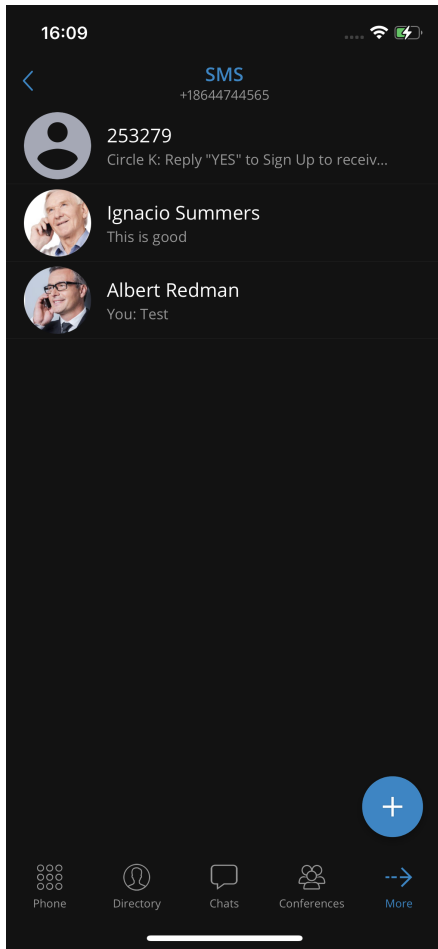 16:09
SMS
+18644744565
253279
Circle K: Reply "YES" to Sign Up to receiv...
Ignacio Summers
This is good
Albert Redman
You: Test
Phone
Directory
Chats
Conferences
More